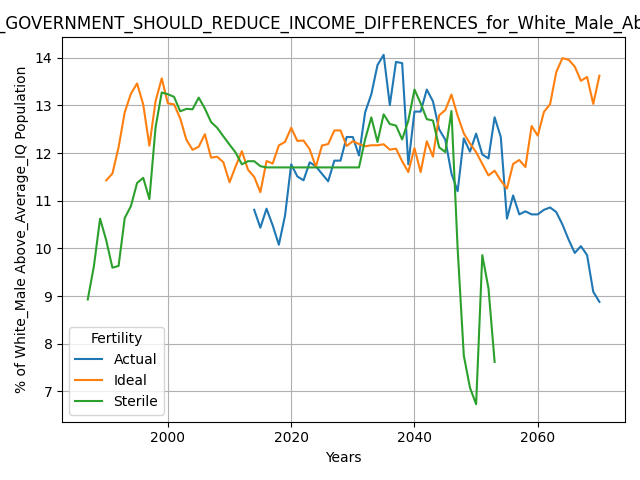 _GOVERNMENT_SHOULD_REDUCE_INCOME_DIFFERENCES_for_White_Male_Ab
% of White_Male Above_Average_IQ Population
14
13
12
11
10
9
8
7
Fertility
Actual
Ideal
Sterile
2000
2020
2040
2060
Years